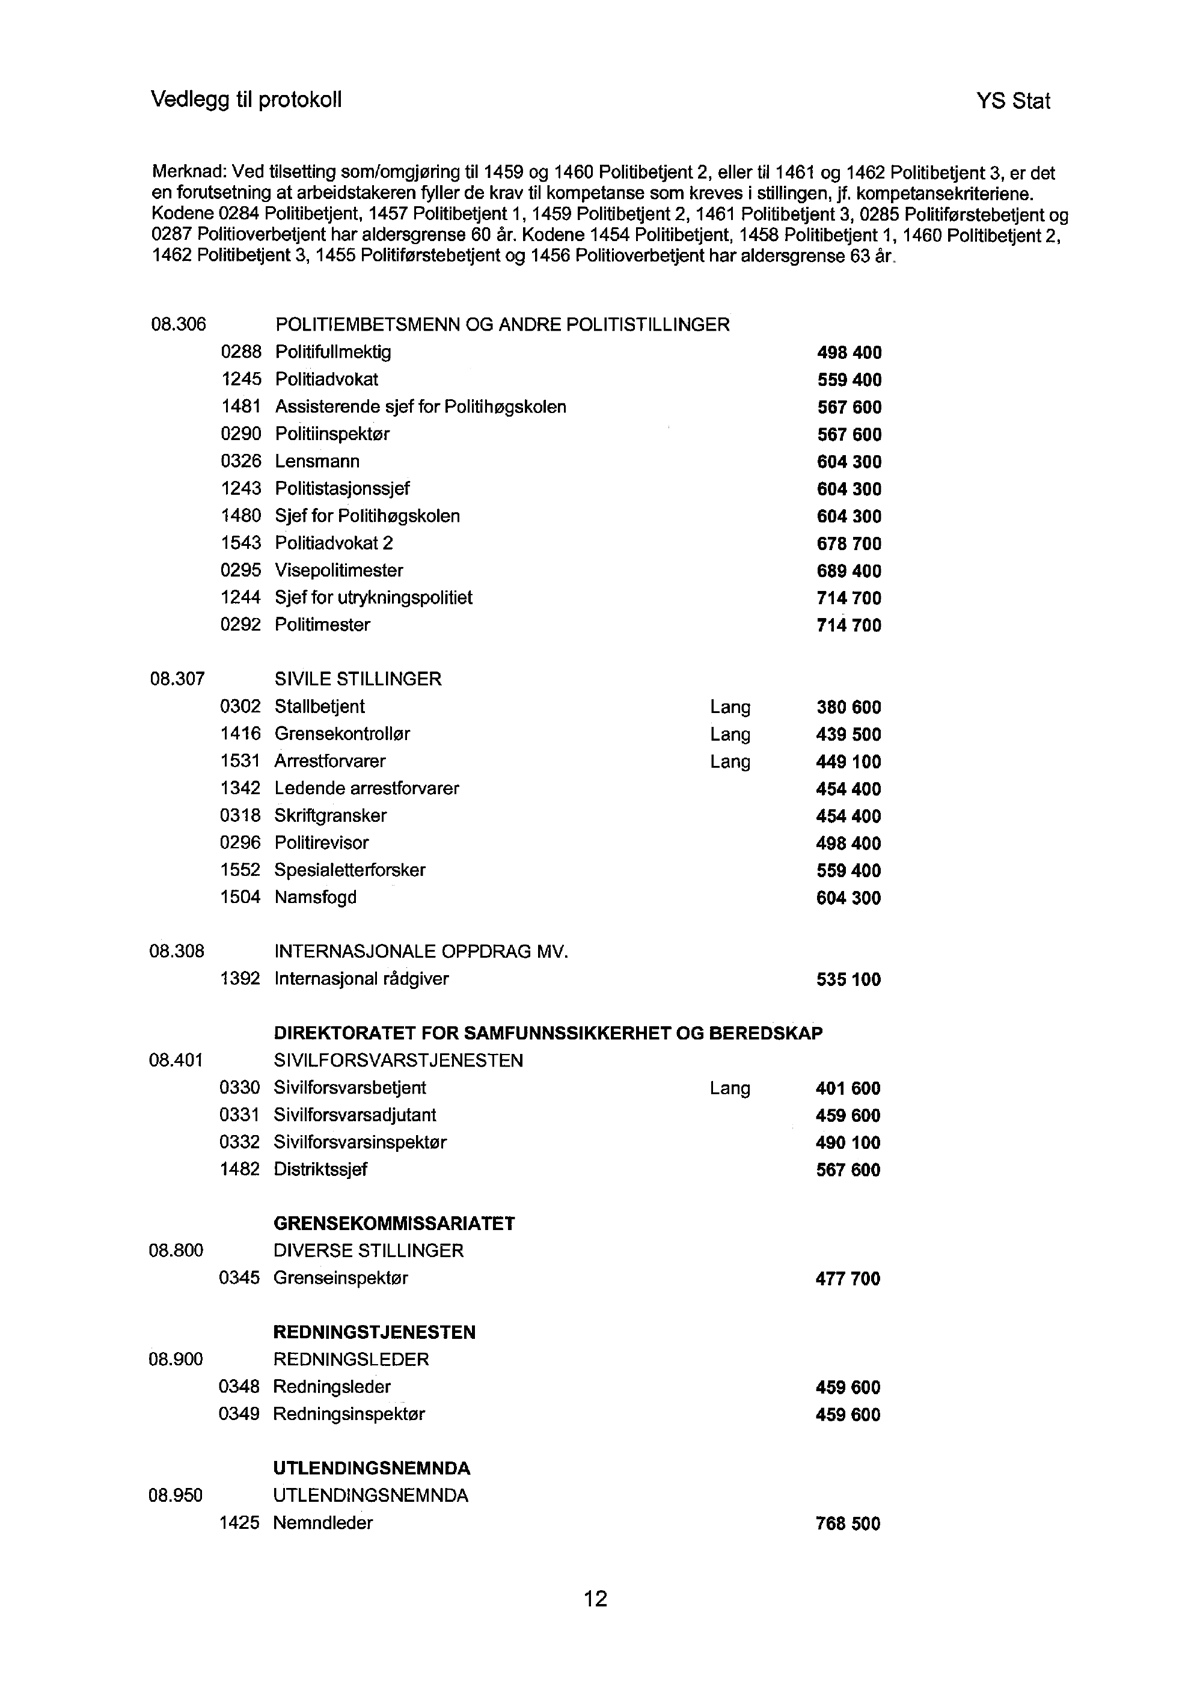 Vedlegg til protokoll YS Stat
Merknad: Ved tilsetting som/omgjøring til 1459 og 1460 Politibetjent 2, eller til 1461 og 1462 Politibetjent 3, er det
en forutsetning at arbeidstakeren fyller de krav til kompetanse som kreves i stillingen, jf. kompetansekriteriene.
Kodene 0284 Politibetjent, 1457 Politibetjent 1, 1459 Politibetjent 2, 1461 Politibetjent 3, 0285 Politiførstebetjent og
0287 Politioverbetjent har aldersgrense 60 år. Kodene 1454 Politibetjent, 1458 Politibetjent 1, 1460 Politibetjent 2,
1462 Politibetjent 3, 1455 Politiførstebetjent og 1456 Politioverbetjent har aldersgrense 63 år.
08.306 POLITIEMBETSMENN OG ANDRE POLITISTILLINGER
0288 Politifullmektig 498 400
1245 Politiadvokat 559 400
1481 Assisterende sjef for Politihøgskolen 567 600
0290 Politiinspektør 567 600
0326 Lensmann 604 300
1243 Politistasjonssjef 604 300
1480 Sjef for Politihøgskolen 604 300
1543 Politiadvokat 2 678 700
0295 Visepolitimester 689 400
1244 Sjef for utrykningspolitiet 714 700
0292 Politimester 714 700
08.307 SIVILE STILLINGER
0302 Stallbetjent Lang 380 600
1416 Grensekontrollør Lang 439 500
1531 Arrestforvarer Lang 449 100
1342 Ledende arrestforvarer 454 400
0318 Skriftgransker 454 400
0296 Politirevisor 498 400
1552 Spesialetterforsker 559 400
1504 Namsfogd 604 300
08.308 INTERNASJONALE OPPDRAG MV.
1392 Internasjonal rådgiver 535 100
DIREKTORATET FOR SAMFUNNSSIKKERHET OG BEREDSKAP
08.401 SIVILFORSVARSTJENESTEN
0330 Sivilforsvarsbetjent Lang 401 600
0331 Sivilforsvarsadjutant 459 600
0332 Sivilforsvarsinspektør 490 100
1482 Distriktssjef 567 600
GRENSEKOMMISSARIATET
08.800 DIVERSE STILLINGER
0345 Grenseinspektør 477 700
REDNINGSTJENESTEN
08.900 REDNINGSLEDER
0348 Redningsleder 459 600
0349 Redningsinspektør 459 600
UTLENDINGSNEMNDA
08.950 UTLENDINGSNEMNDA
1425 Nemndleder 768 500
12